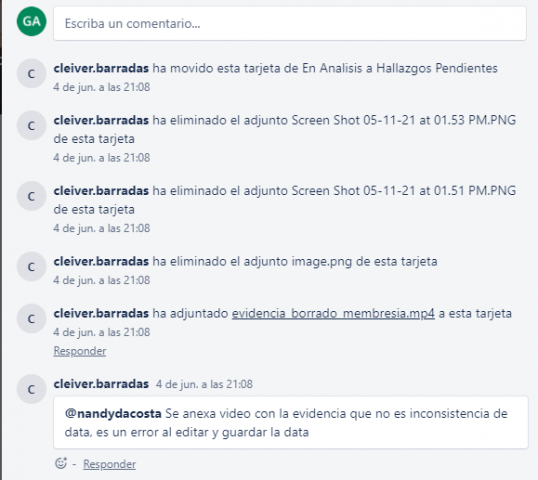 GA
Escriba un comentario...
C
cleiver.barradas ha movido esta tarjeta de En Analisis a Hallazgos Pendientes
4 de jun. a las 21:08
C
cleiver.barradas ha eliminado el adjunto Screen Shot 05-11-21 at 01.53 PM.PNG
de esta tarjeta
4 de jun. a las 21:08
C
cleiver.barradas ha eliminado el adjunto Screen Shot 05-11-21 at 01.51 PM.PNG
de esta tarjeta
4 de jun. a las 21:08
C
cleiver.barradas ha eliminado el adjunto image.png de esta tarjeta
4 de jun. a las 21:08
C
cleiver.barradas ha adjuntado evidencia_borrado_membresia.mp4 a esta tarjeta
4 de jun. a las 21:08
Responder
C
cleiver.barradas 4 de jun. a las 21:08
@nandydacosta Se anexa video con la evidencia que no es inconsistencia de
data, es un error al editar y guardar la data
- Responder